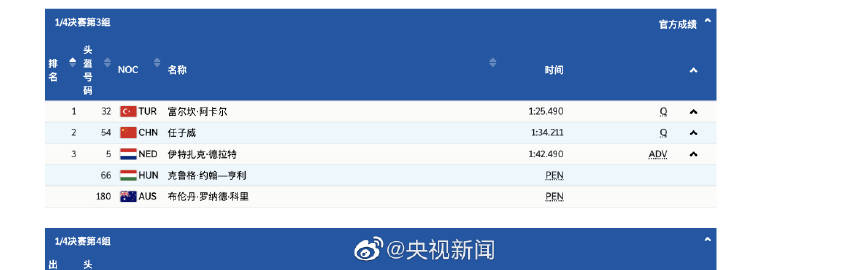 1/4决赛第3组 官方成绩
排名 头盔号码 NOC 名称 时间
1 32 TUR 富尔坎·阿卡尔 1:25.490 Q
2 54 CHN 任子威 1:34.211 Q
3 5 NED 伊特扎克·德拉特 1:42.490 ADV
66 HUN 克鲁格·约翰—亨利 PEN
180 AUS 布伦丹·罗纳德·科里 PEN
1/4决赛第4组
@央视新闻
出 头